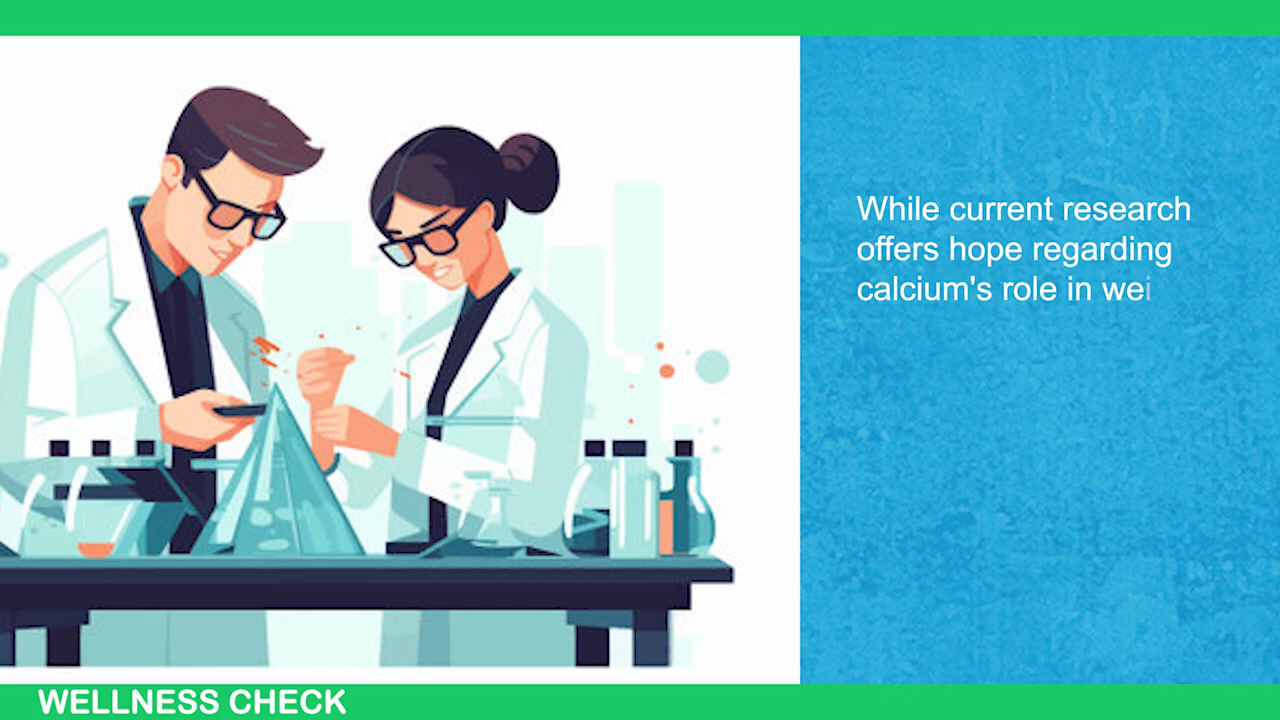 While current research
offers hope regarding
calcium's role in wei
WELLNESS CHECK